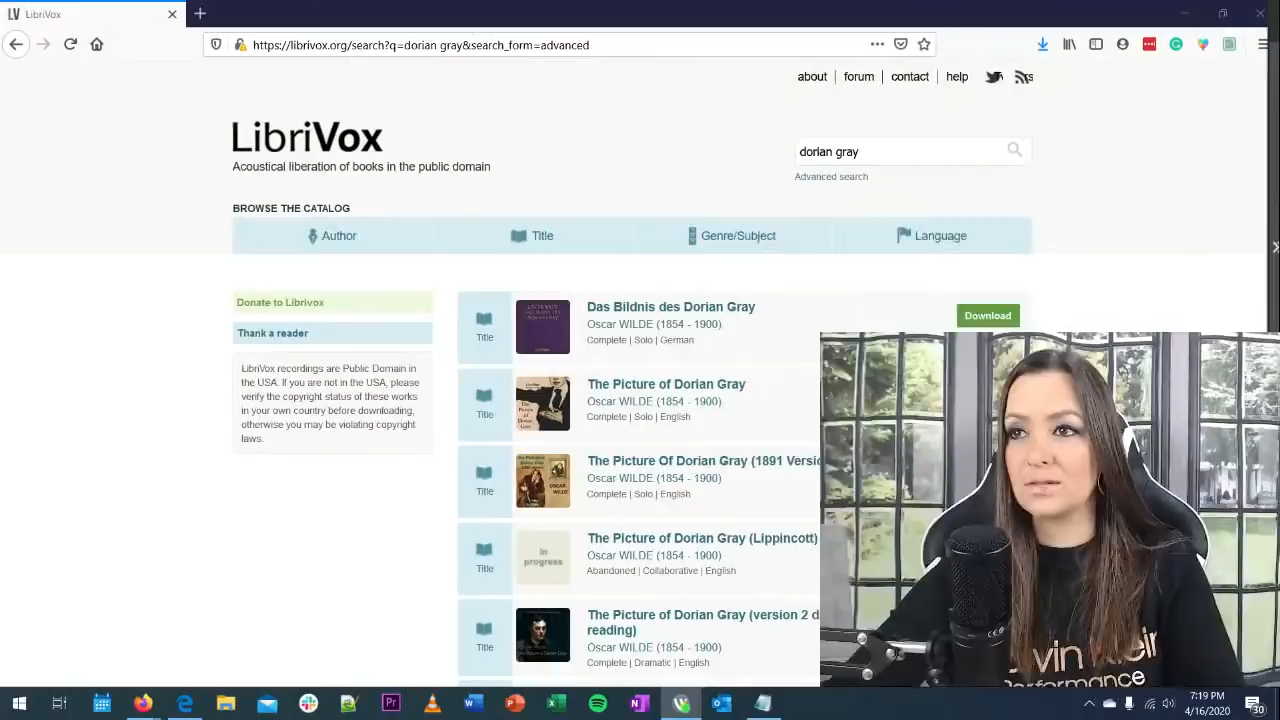 LV LibriVox
https://librivox.org/search?q=dorian gray&search_form=advanced
about forum contact help
LibriVox
Acoustical liberation of books in the public domain
dorian gray
Advanced search
BROWSE THE CATALOG
Author Title Genre/Subject Language
Donate to Librivox
Thank a reader
LibriVox recordings are Public Domain in
the USA. If you are not in the USA, please
verify the copyright status of these works
in your own country before downloading,
otherwise you may be violating copyright
laws.
Title
Das Bildnis des Dorian Gray
Oscar WILDE (1854 - 1900)
Complete | Solo | German
Download
Title
The Picture of Dorian Gray
Oscar WILDE (1854 - 1900)
Complete | Solo | English
Title
The Picture Of Dorian Gray (1891
Oscar WILDE (1854 - 1900)
Complete | Solo | English
Title
In
progress
The Picture of Dorian Gray (Lippincott)
Oscar WILDE (1854 - 1900)
Abandoned | Collaborative | English
Title
The Picture of Dorian Gray (version 2
reading)
Oscar WILDE (1854 - 1900)
Complete | Dramatic | English
Performance
7:19 PM
4/16/2020
30